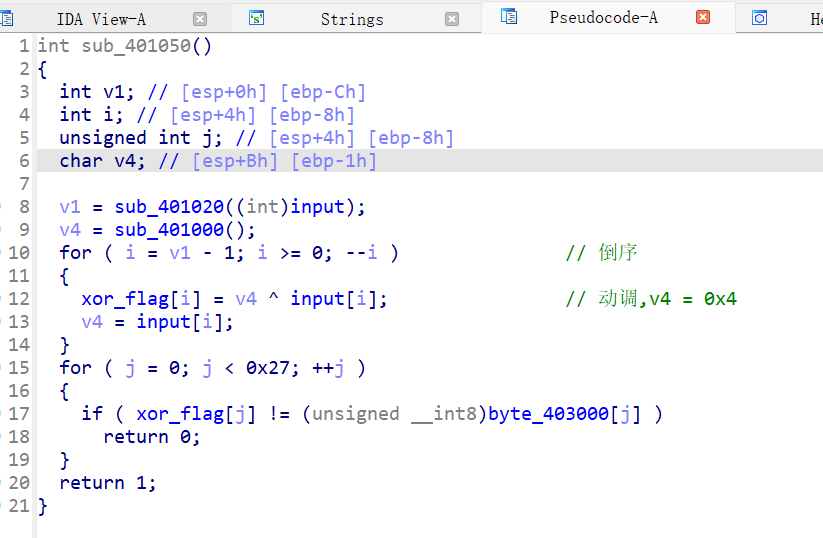 IDA View-A Strings Pseudocode-A He
1 int sub_401050()
2 {
3 int v1; // [esp+0h] [ebp-Ch]
4 int i; // [esp+4h] [ebp-8h]
5 unsigned int j; // [esp+4h] [ebp-8h]
6 char v4; // [esp+Bh] [ebp-1h]
7
8 v1 = sub_401020((int)input);
9 v4 = sub_401000();
10 for ( i = v1 - 1; i >= 0; --i ) // 倒序
11 {
12 xor_flag[i] = v4 ^ input[i]; // 动调,v4 = 0x4
13 v4 = input[i];
14 }
15 for ( j = 0; j < 0x27; ++j )
16 {
17 if ( xor_flag[j] != (unsigned __int8)byte_403000[j] )
18 return 0;
19 }
20 return 1;
21 }